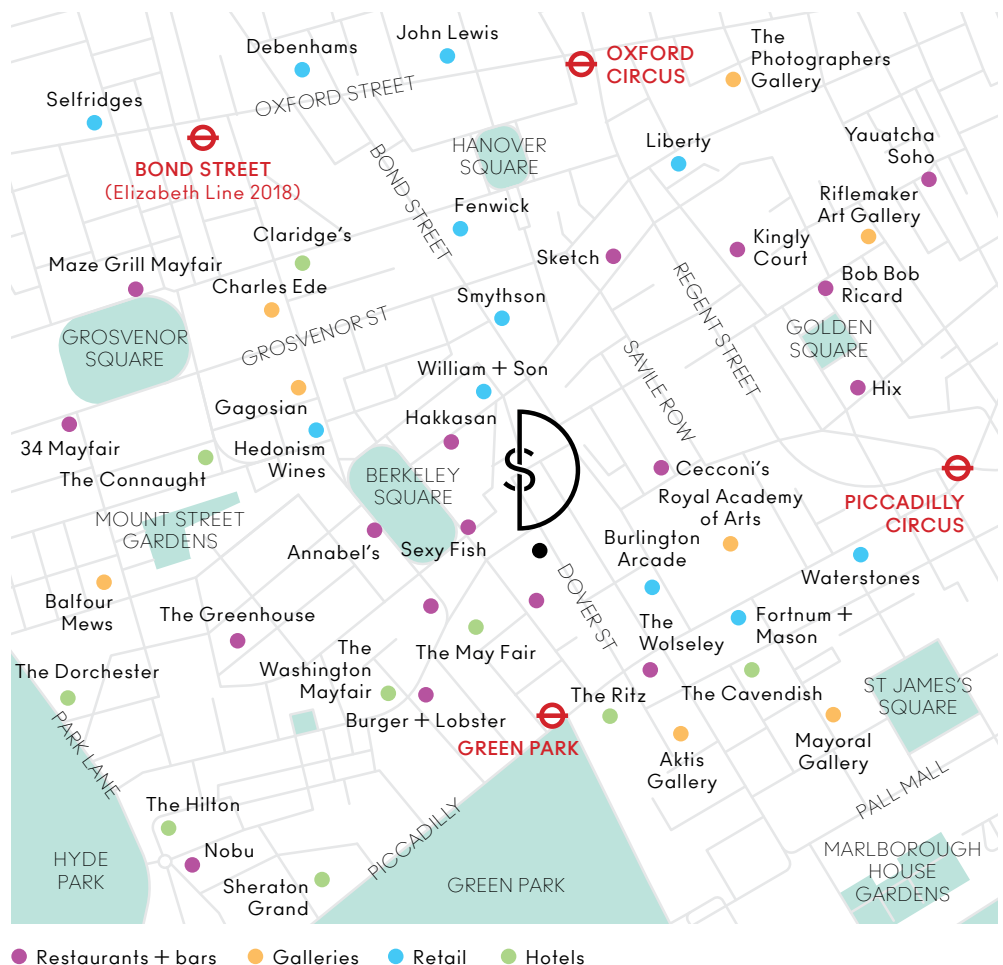 John Lewis
Debenhams
OXFORD
CIRCUS
The
Photographers
Gallery
Selfridges
OXFORD STREET
BOND STREET
(Elizabeth Line 2018)
BOND STREET
HANOVER
SQUARE
Liberty
Yauatcha
Soho
Riflemaker
Art Gallery
Fenwick
Claridge's
Maze Grill Mayfair
Charles Ede
Sketch
Kingly
Court
Bob Bob
Ricard
REGENT STREET
Smythson
GROSVENOR
SQUARE
GROSVENOR ST
GOLDEN
SQUARE
SAVILE ROW
William + Son
Hix
Gagosian
Hakkasan
34 Mayfair
The Connaught
Hedonism
Wines
BERKELEY
SQUARE
SD
Cecconi's
Royal Academy
of Arts
PICCADILLY
CIRCUS
MOUNT STREET
GARDENS
Annabel's
Sexy Fish
Burlington
Arcade
Waterstones
DOVER ST
Balfour
Mews
The Greenhouse
The
Washington
Mayfair
The May Fair
The
Wolseley
Fortnum +
Mason
The Dorchester
Burger + Lobster
The Ritz
The Cavendish
ST JAMES'S
SQUARE
GREEN PARK
PARK LANE
Aktis
Gallery
Mayoral
Gallery
PALL MALL
The Hilton
Nobu
PICCADILLY
HYDE
PARK
Sheraton
Grand
GREEN PARK
MARLBOROUGH
HOUSE
GARDENS
Restaurants + bars
Galleries
Retail
Hotels